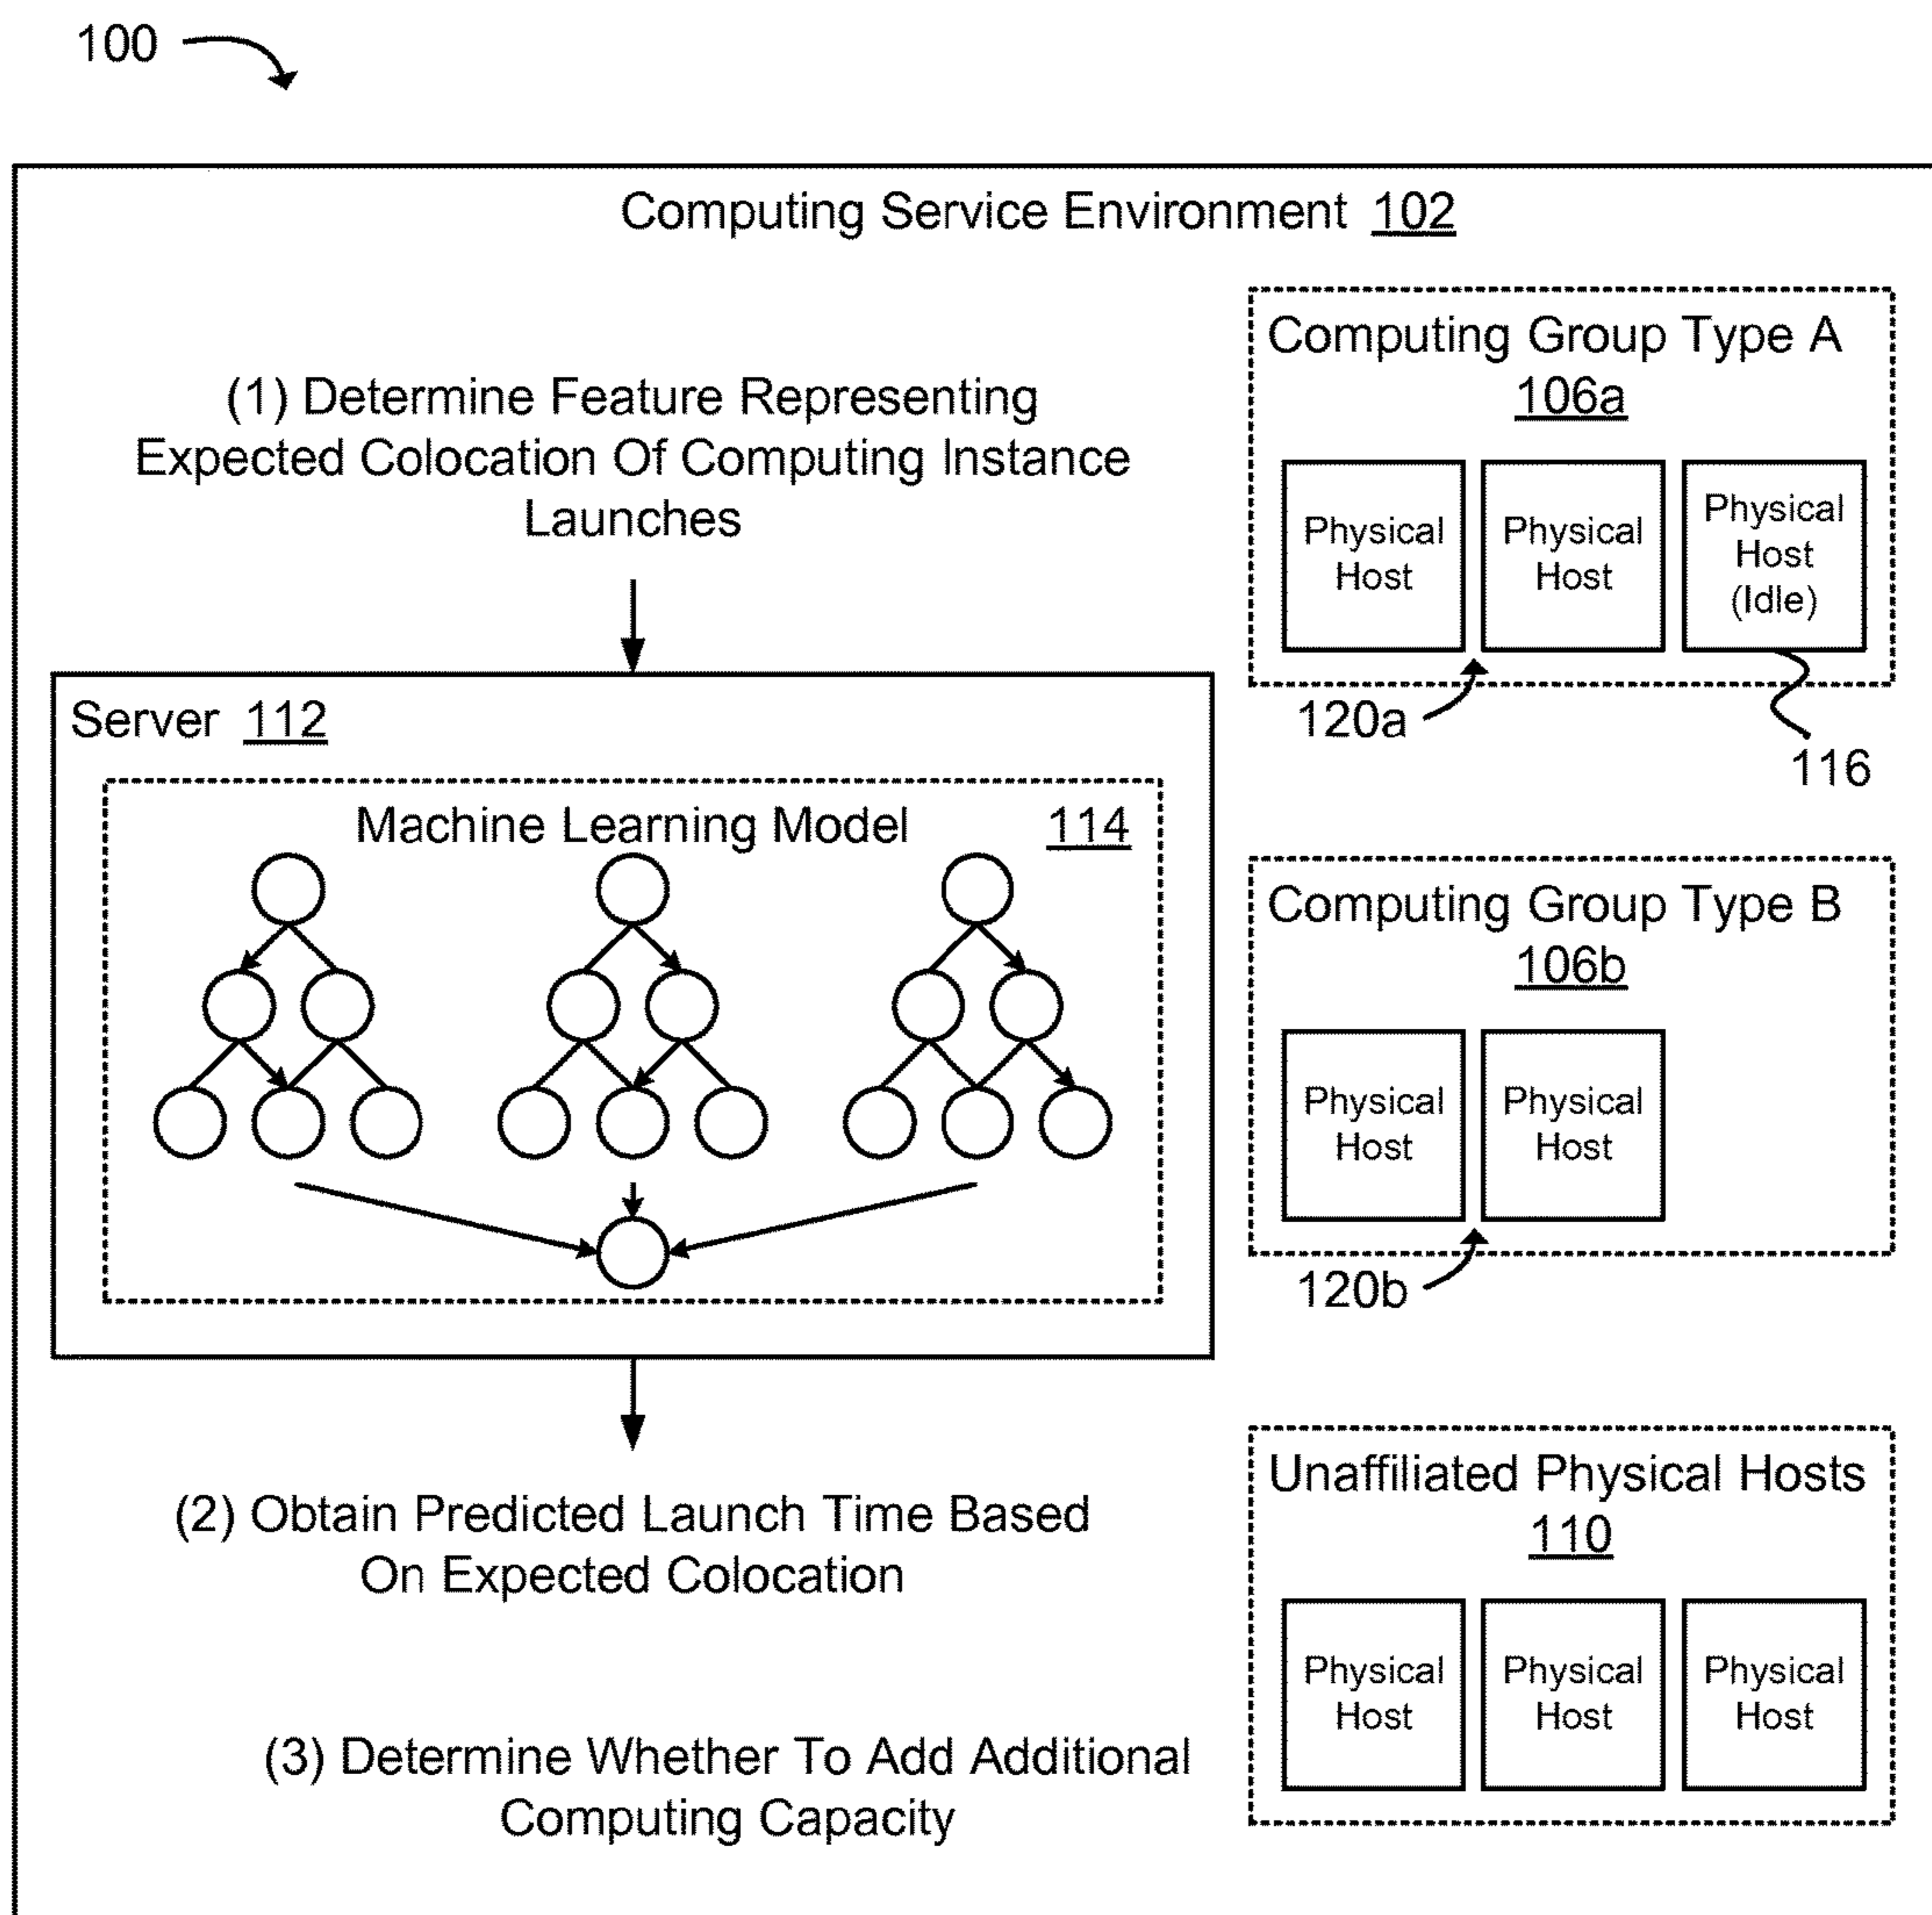 100
Computing Service Environment 102
(1) Determine Feature Representing
Expected Colocation Of Computing Instance
Launches
Server 112
Machine Learning Model 114
(2) Obtain Predicted Launch Time Based
On Expected Colocation
(3) Determine Whether To Add Additional
Computing Capacity
Computing Group Type A
106a
Physical
Host
Physical
Host
Physical
Host
(Idle)
120a
116
Computing Group Type B
106b
Physical
Host
Physical
Host
120b
Unaffiliated Physical Hosts
110
Physical
Host
Physical
Host
Physical
Host